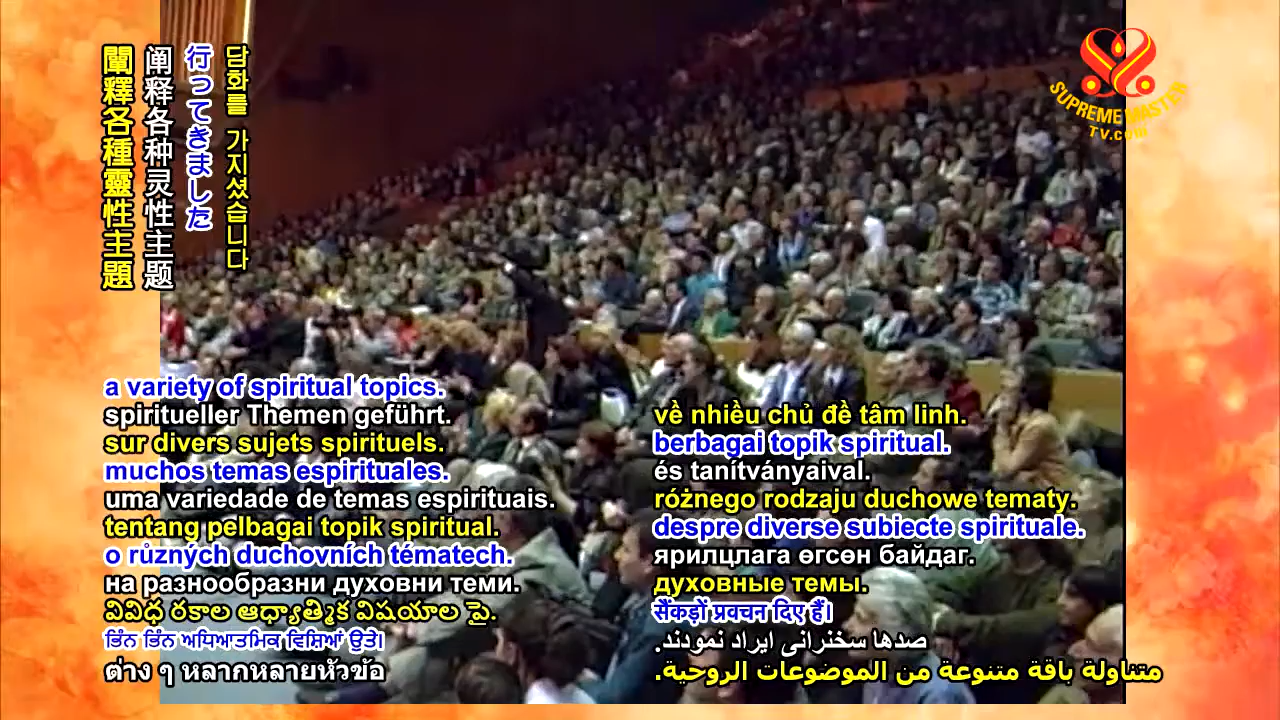 闡釋各種靈性主題
阐释各种灵性主题
行ってきました
담화를 가지셨습니다
SUPREME MASTER
TV.com
a variety of spiritual topics.
spiritueller Themen geführt.
sur divers sujets spirituels.
muchos temas espirituales.
uma variedade de temas espirituais.
tentang pelbagai topik spiritual.
o různých duchovních tématech.
на разнообразни духовни теми.
వివిధ రకాల ఆధ్యాత్మిక విషయాల పై.
ਭਿੰਨ ਭਿੰਨ ਅਧਿਆਤਮਿਕ ਵਿਸ਼ਿਆਂ ਉਤੇ।
ต่าง ๆ หลากหลายหัวข้อ
về nhiều chủ đề tâm linh.
berbagai topik spiritual.
és tanítványaival.
różnego rodzaju duchowe tematy.
despre diverse subiecte spirituale.
ярилцлага өгсөн байдаг.
духовные темы.
सैंकड़ों प्रवचन दिए हैं।
صدها سخنرانی ایراد نمودند.
متناولة باقة متنوعة من الموضوعات الروحية.